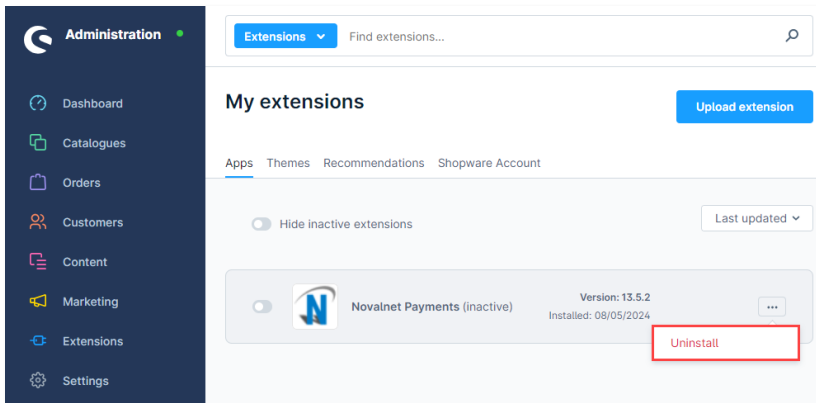 Administration
Dashboard
Catalogues
Orders
Customers
Content
Marketing
Extensions
Settings
Extensions Find extensions...
My extensions
Upload extension
Apps Themes Recommendations Shopware Account
Hide inactive extensions
Last updated
Novalnet Payments (inactive)
Version: 13.5.2
Installed: 08/05/2024
Uninstall